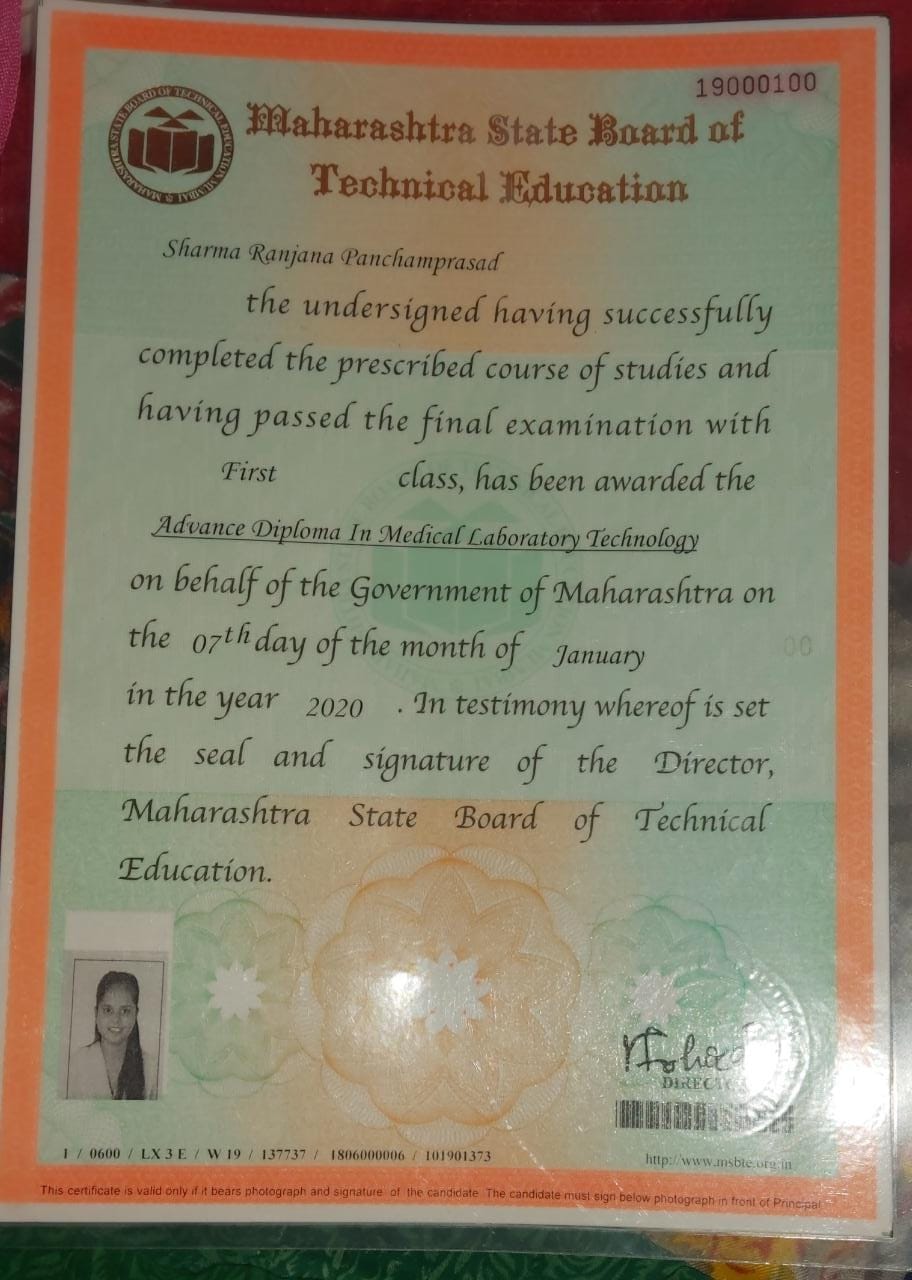 19000100
MAHARASHTRA STATE BOARD OF TECHNICAL EDUCATION MUMBAI
Maharashtra State Board of
Technical Education
Sharma Ranjana Panchamprasad
the undersigned having successfully
completed the prescribed course of studies and
having passed the final examination with
First class, has been awarded the
Advance Diploma In Medical Laboratory Technology
on behalf of the Government of Maharashtra on
the 07th day of the month of January
in the year 2020 . In testimony whereof is set
the seal and signature of the Director,
Maharashtra State Board of Technical
Education.
DIRECTOR
1 / 0600 / LX 3 E / W 19 / 137737 / 1806000006 / 101901373
http://www.msbte.org.in
This certificate is valid only if it bears photograph and signature of the candidate The candidate must sign below photograph in front of Principal